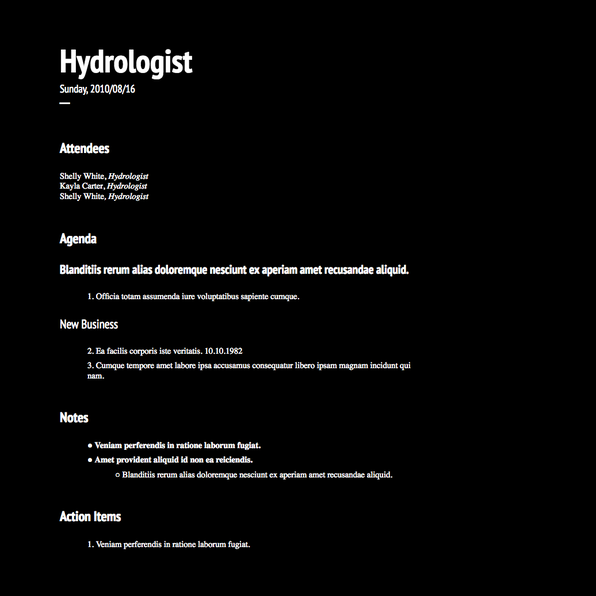 Hydrologist
Sunday, 2010/08/16
Attendees
Shelly White, Hydrologist
Kayla Carter, Hydrologist
Shelly White, Hydrologist
Agenda
Blanditiis rerum alias doloremque nesciunt ex aperiam amet recusandae aliquid.
1. Officia totam assumenda iure voluptatibus sapiente cumque.
New Business
2. Ea facilis corporis iste veritatis. 10.10.1982
3. Cumque tempore amet labore ipsa accusamus consequatur libero ipsam magnam incidunt qui
nam.
Notes
● Veniam perferendis in ratione laborum fugiat.
● Amet provident aliquid id non ea reiciendis.
○ Blanditiis rerum alias doloremque nesciunt ex aperiam amet recusandae aliquid.
Action Items
1. Veniam perferendis in ratione laborum fugiat.